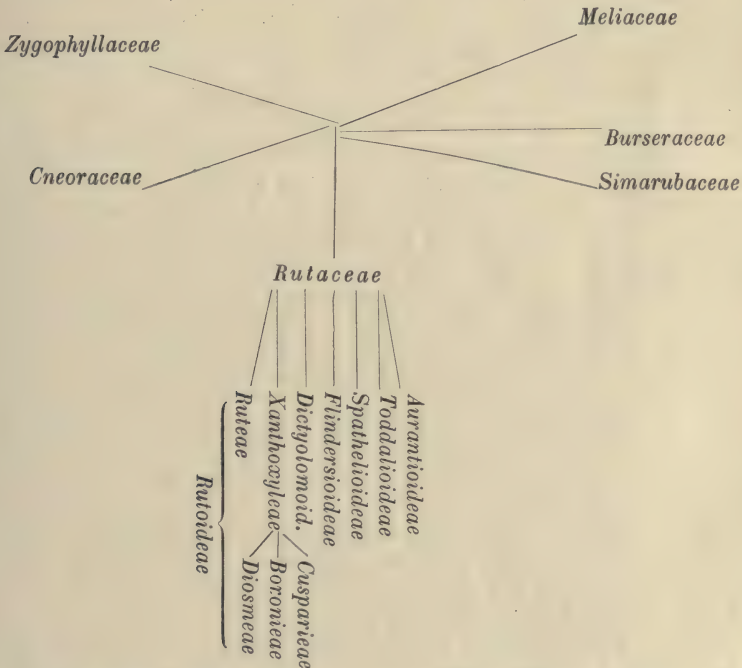 Meliaceae
Zygophyllaceae
Burseraceae
Cneoraceae
Simarubaceae
Rutaceae
Ruteae
Xanthoxyleae
Dictyolomoid.
Flindersioideae
Spathelioideae
Toddalioideae
Aurantioideae
Rutoideae
Diosmeae
Boronieae
Cusparieae